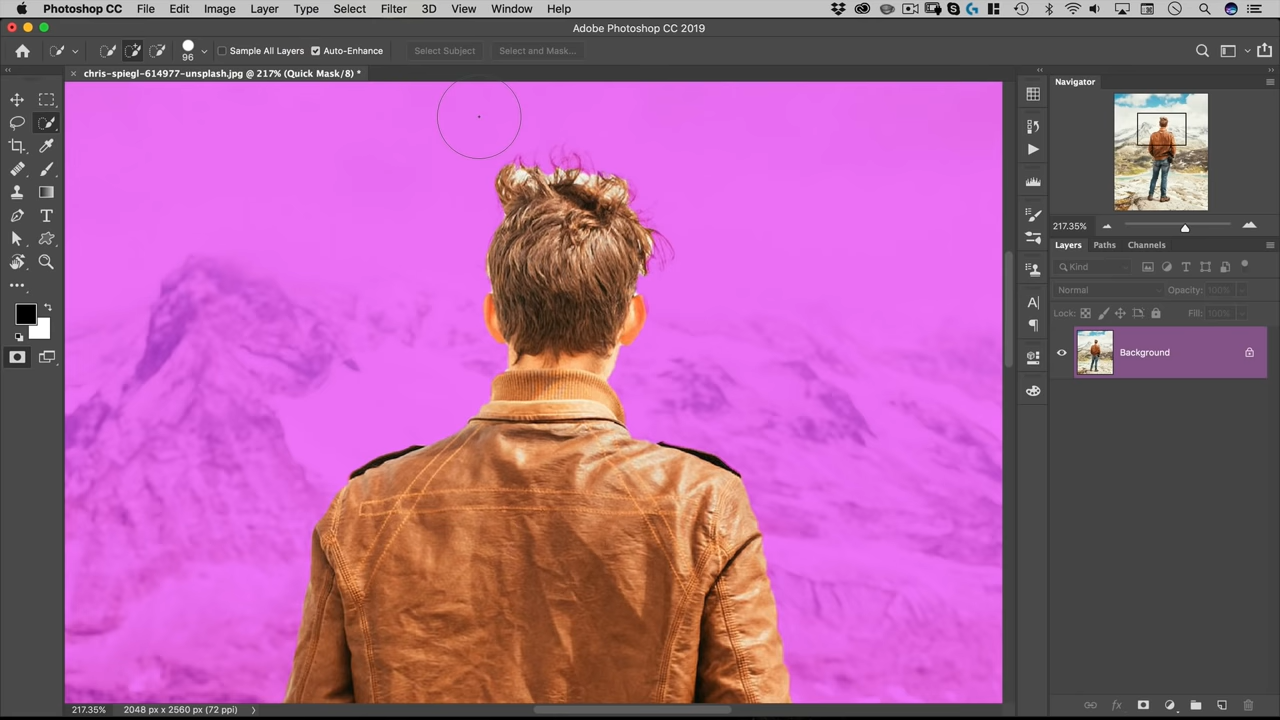 Photoshop CC File Edit Image Layer Type Select Filter 3D View Window Help
Adobe Photoshop CC 2019
96 Sample All Layers Auto-Enhance Select Subject Select and Mask...
chris-spiegl-614977-unsplash.jpg @ 217% (Quick Mask/8) *
Navigator
217.35%
Layers Paths Channels
Kind
Normal Opacity: 100%
Lock: Fill: 100%
Background
217.35% 2048 px x 2560 px (72 ppi)